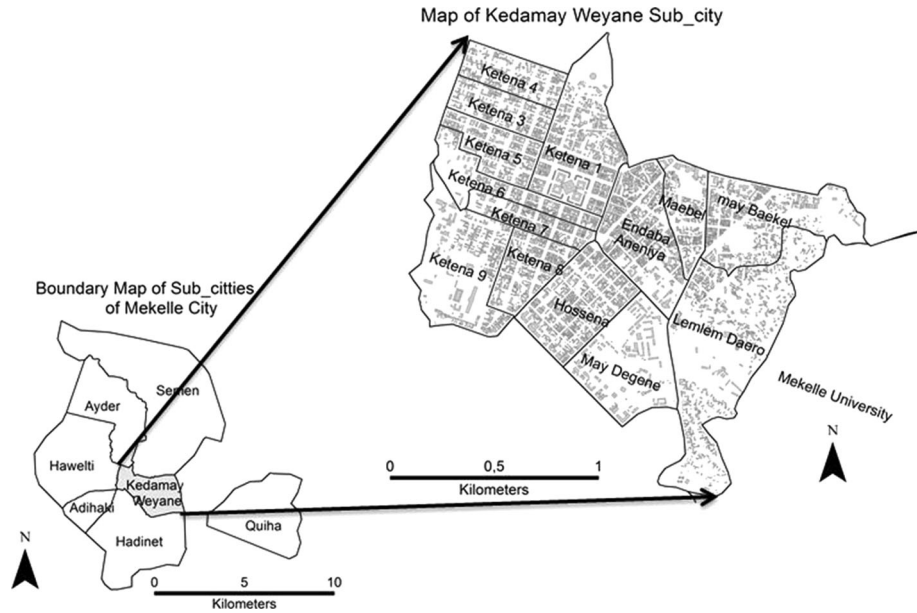 Map of Kedamay Weyane Sub_city
Ketena 4
Ketena 3
Ketena 5
Ketena 1
Ketena 6
Ketena 7
Ketena 8
Ketena 9
Maebel
may Baekel
Endaba
Aneniya
Hossena
Lemlem Daero
May Degene
Mekelle University
N
0 0,5 1
Kilometers
Boundary Map of Sub_citties
of Mekelle City
Semen
Ayder
Hawelti
Kedamay
Weyane
Adihaki
Hadinet
Quiha
N
0 5 10
Kilometers